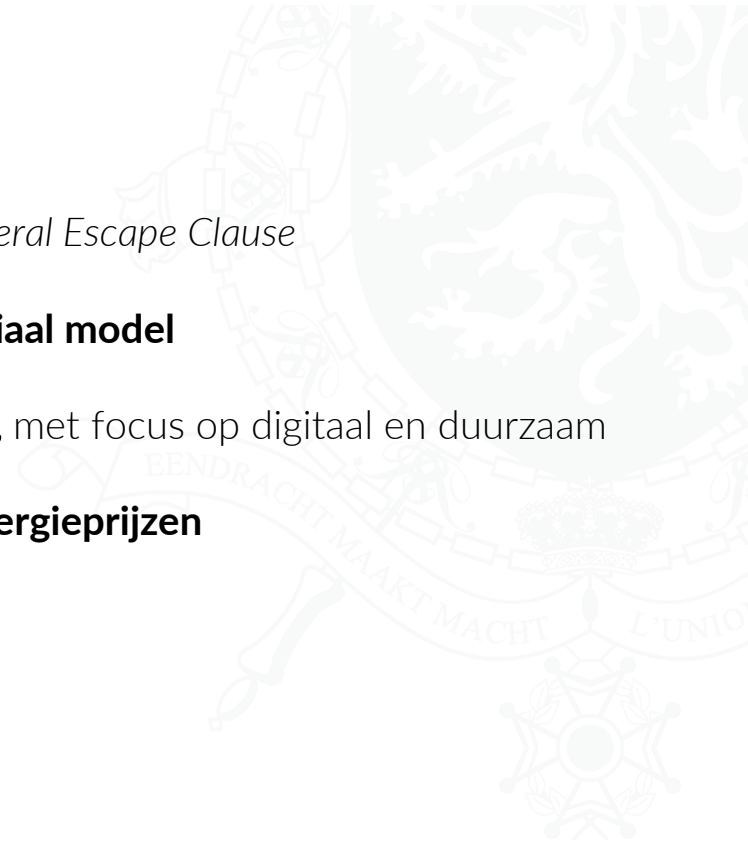 eral Escape Clause
iaal model
, met focus op digitaal en duurzaam
ergieprijzen
EENDRACHT MAAKT MACHT
L'UNIO